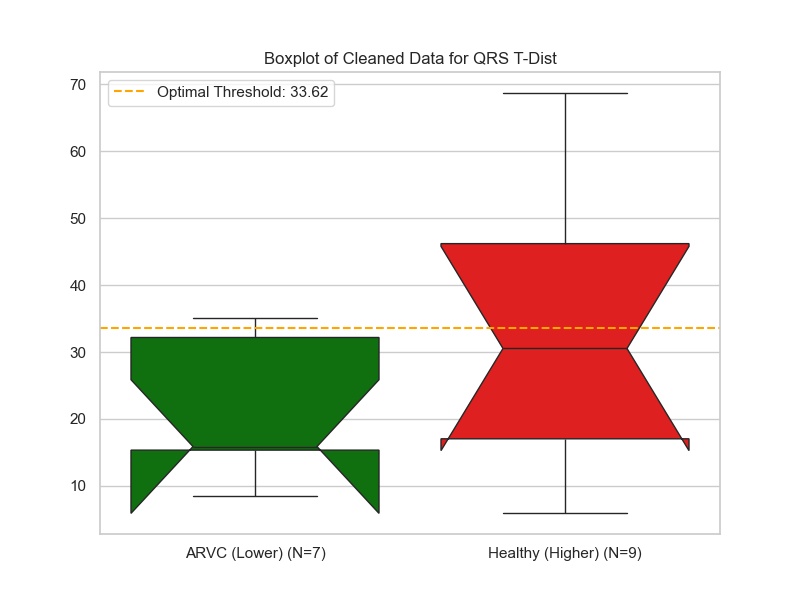 Boxplot of Cleaned Data for QRS T-Dist
Optimal Threshold: 33.62
70
60
50
40
30
20
10
ARVC (Lower) (N=7)
Healthy (Higher) (N=9)